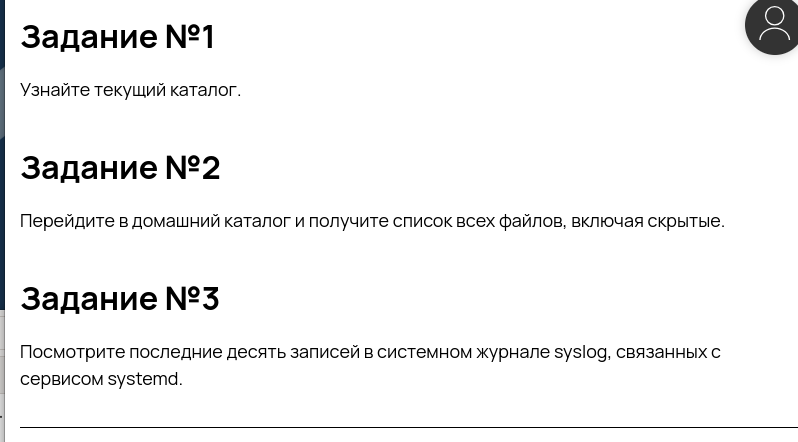 Задание №1
Узнайте текущий каталог.
Задание №2
Перейдите в домашний каталог и получите список всех файлов, включая скрытые.
Задание №3
Посмотрите последние десять записей в системном журнале syslog, связанных с
сервисом systemd.